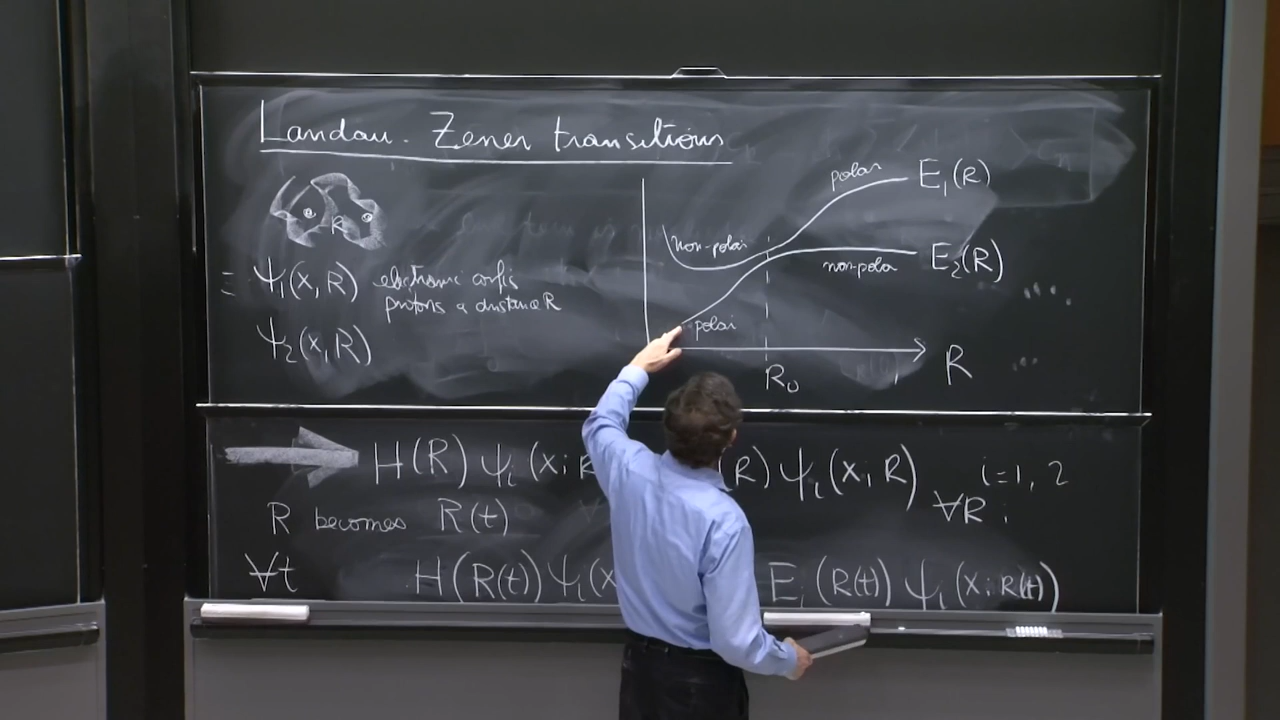 Landau. Zener transitions
R
= ψ₁(x, R) electronic confis
protons a distance R
ψ₂(x, R)
polar E₁(R)
non-polar
non-polar E₂(R)
polar
R₀ R
H(R) ψᵢ(x; R (R) ψᵢ(x, R) i=1, 2
∀R ;
R becomes R(t)
∀t H(R(t)) ψᵢ(x Eᵢ(R(t)) ψᵢ(x; R(t))